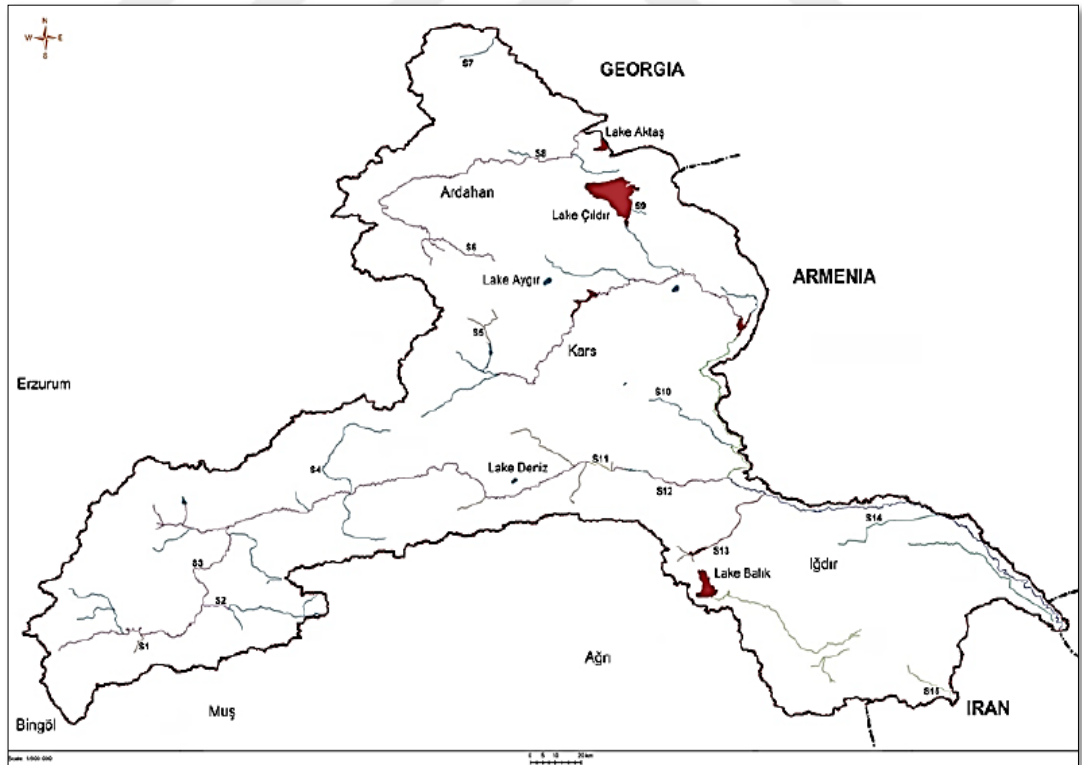 N
W E
S
S7
GEORGIA
Lake Aktaş
S8
Ardahan
Lake Çıldır
S9
S6
Lake Aygır
ARMENIA
S5
Kars
Erzurum
S10
S4
Lake Deniz
S11
S12
S14
S13
S3
Lake Balık
Iğdır
S2
S1
Ağrı
S15
Muş
IRAN
Bingöl
0 5 10 20 km